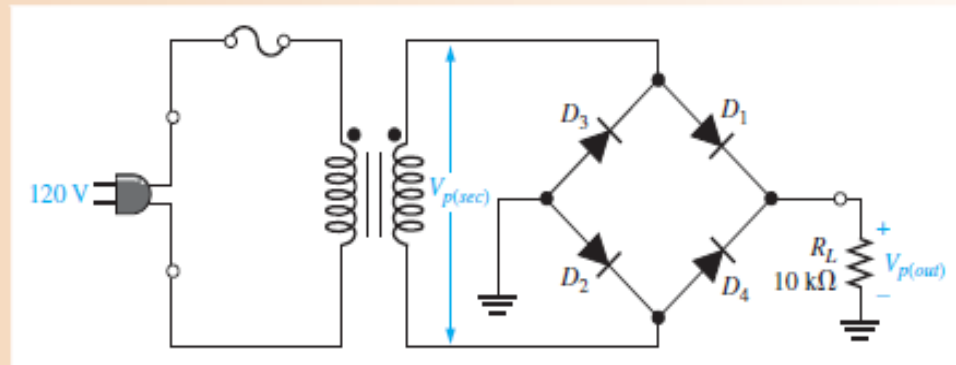 120 V
V_p(sec)
D_3
D_1
D_2
D_4
R_L
10 kΩ
+
V_p(out)
–